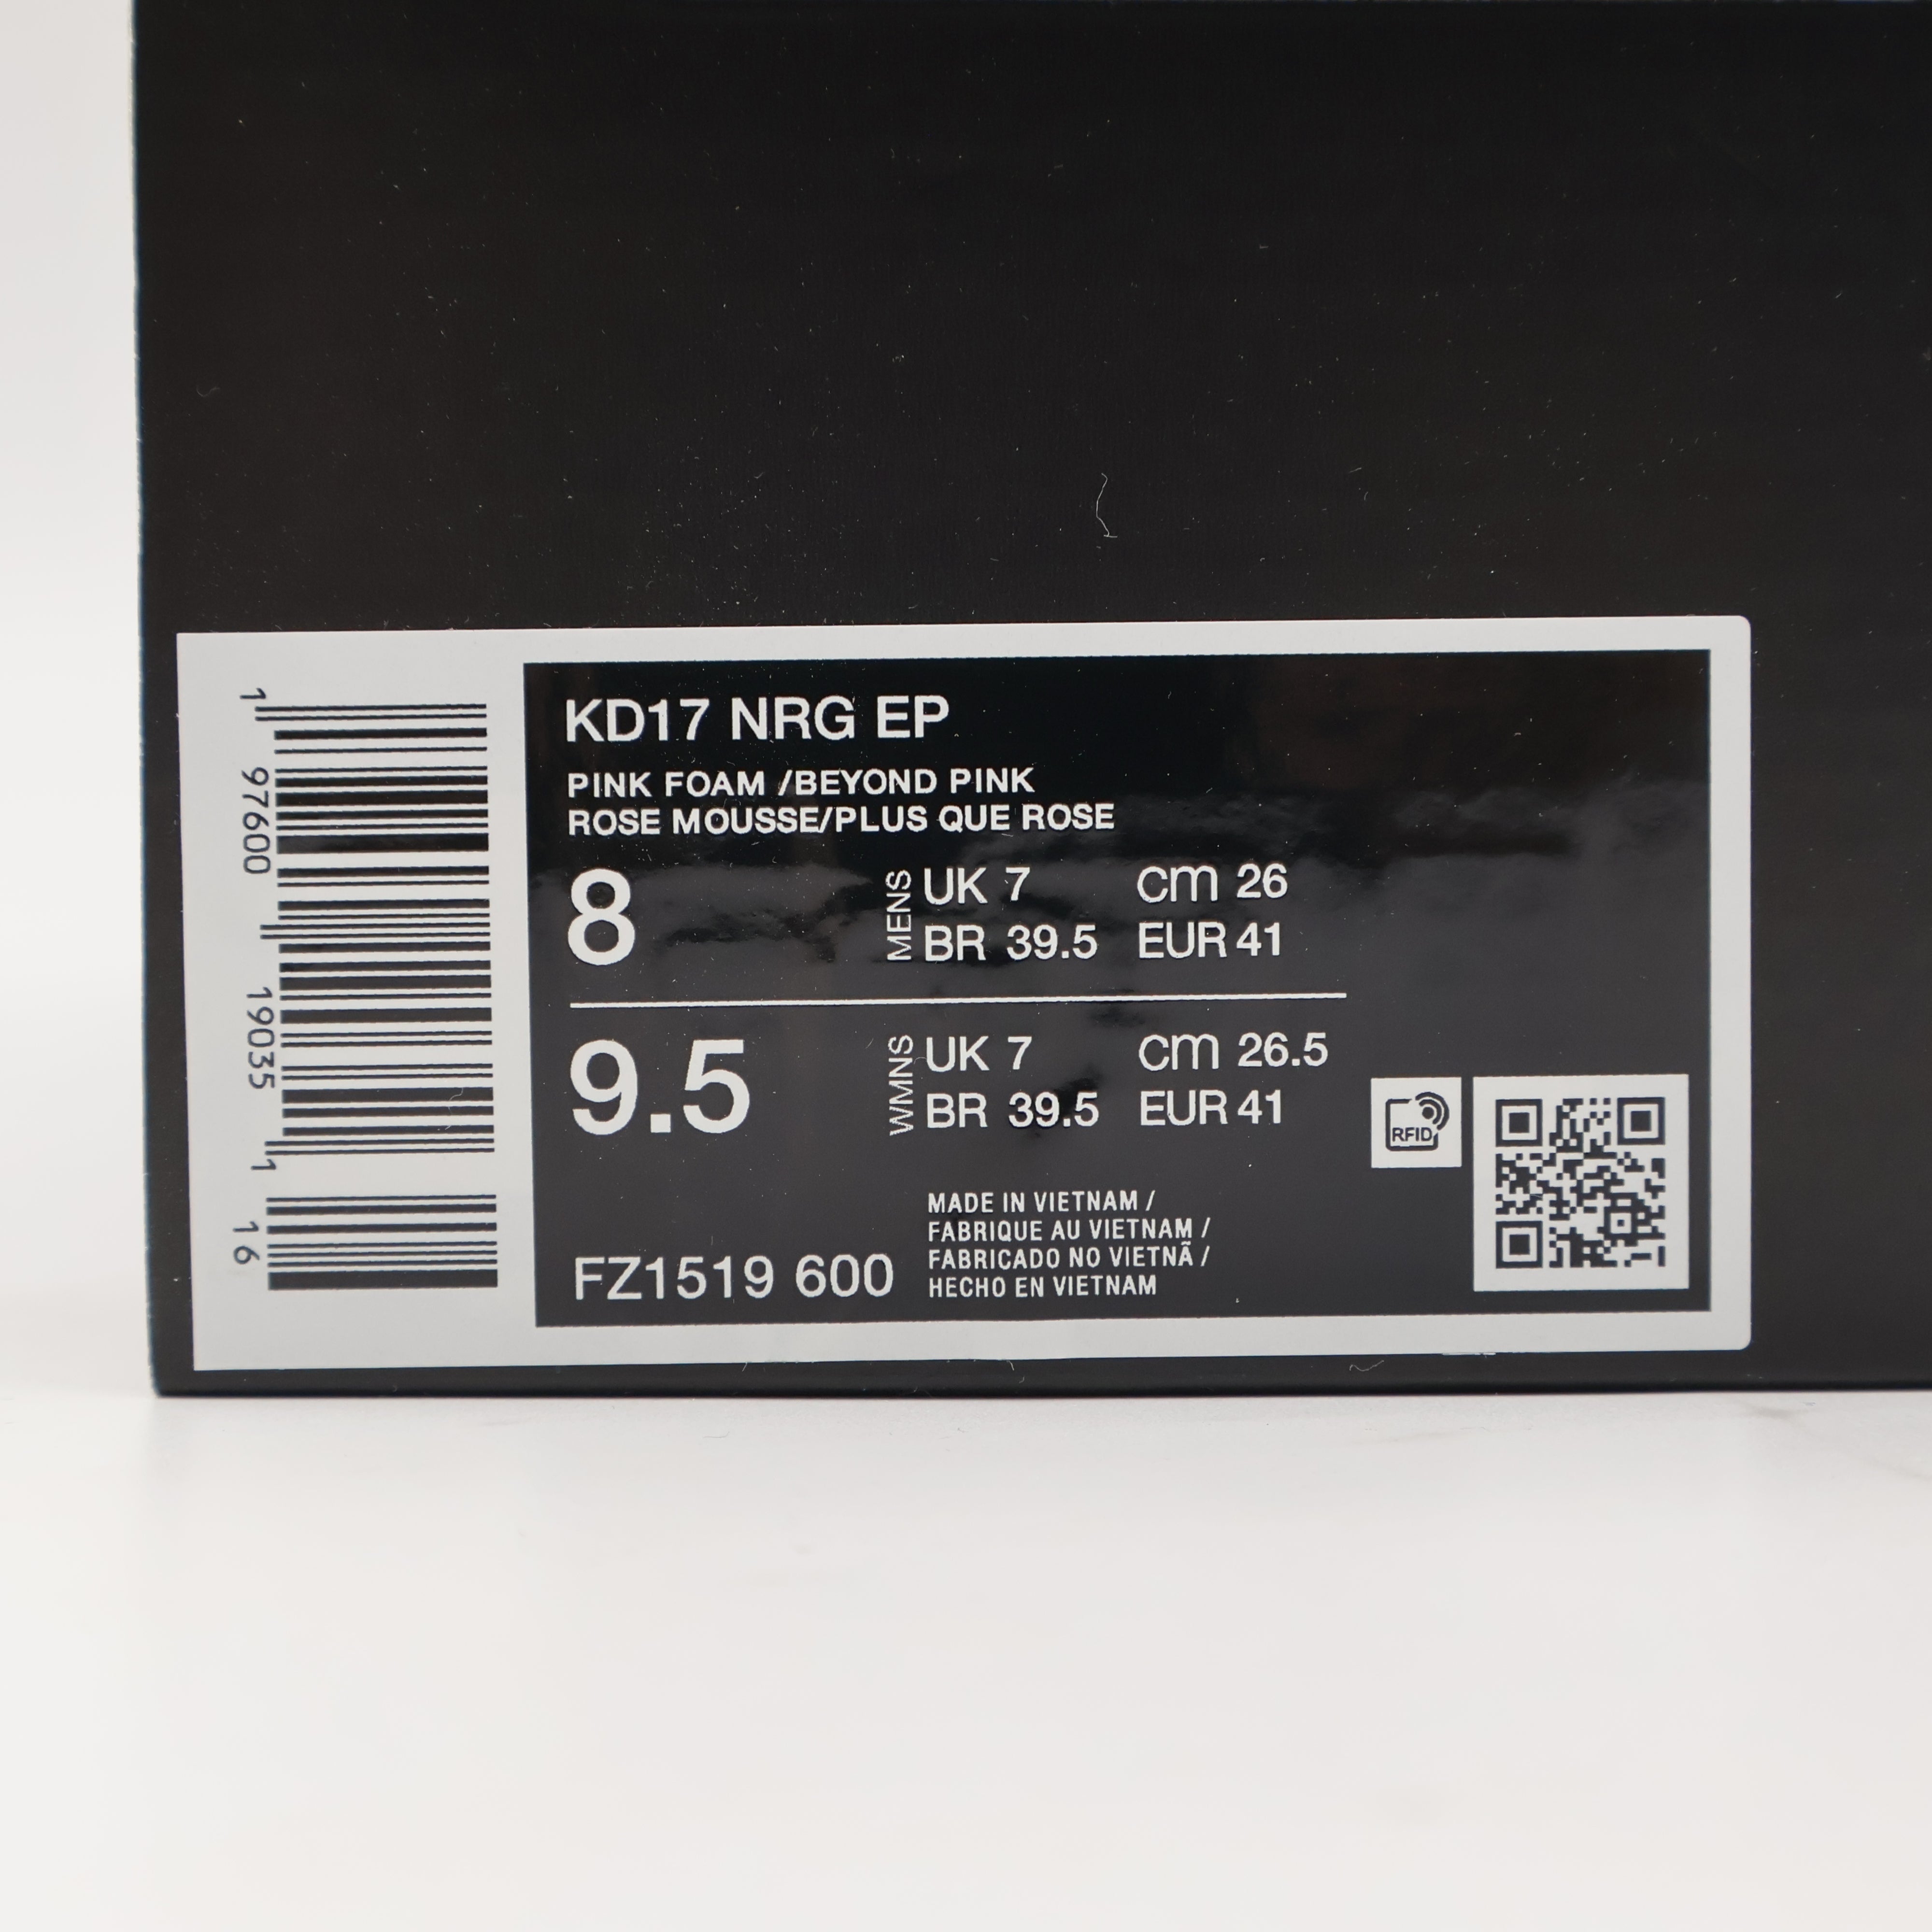 1 97600 19035 1
16
KD17 NRG EP
PINK FOAM /BEYOND PINK
ROSE MOUSSE/PLUS QUE ROSE
8 MENS UK 7 cm 26
BR 39.5 EUR 41
9.5 WMNS UK 7 cm 26.5
BR 39.5 EUR 41
RFID
MADE IN VIETNAM /
FABRIQUE AU VIETNAM /
FABRICADO NO VIETNÃ /
HECHO EN VIETNAM
FZ1519 600